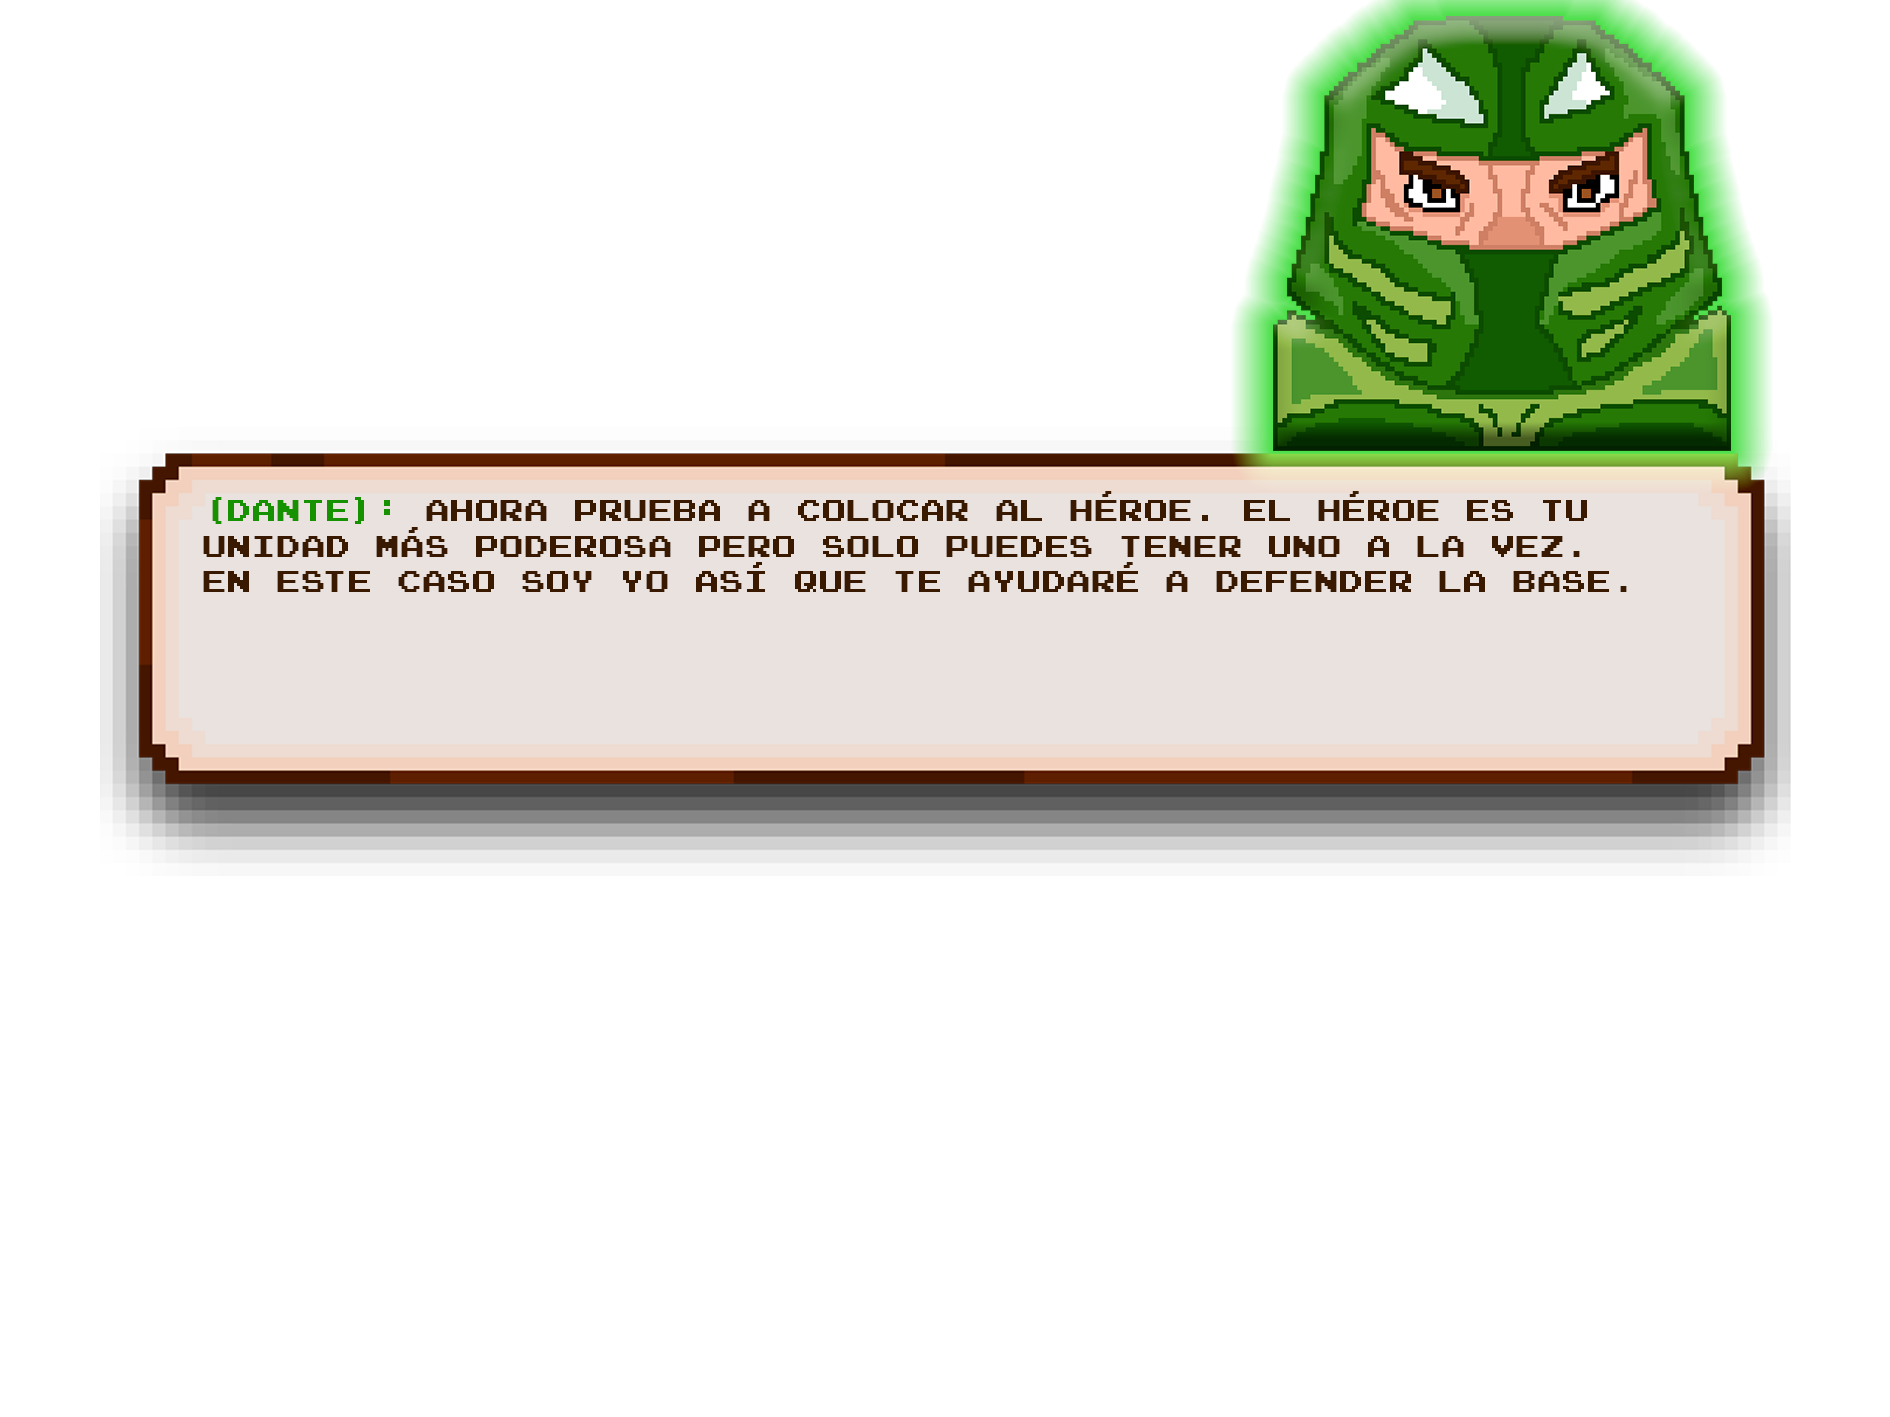 (DANTE): AHORA PRUEBA A COLOCAR AL HÉROE. EL HÉROE ES TU
UNIDAD MÁS PODEROSA PERO SOLO PUEDES TENER UNO A LA VEZ.
EN ESTE CASO SOY YO ASÍ QUE TE AYUDARÉ A DEFENDER LA BASE.